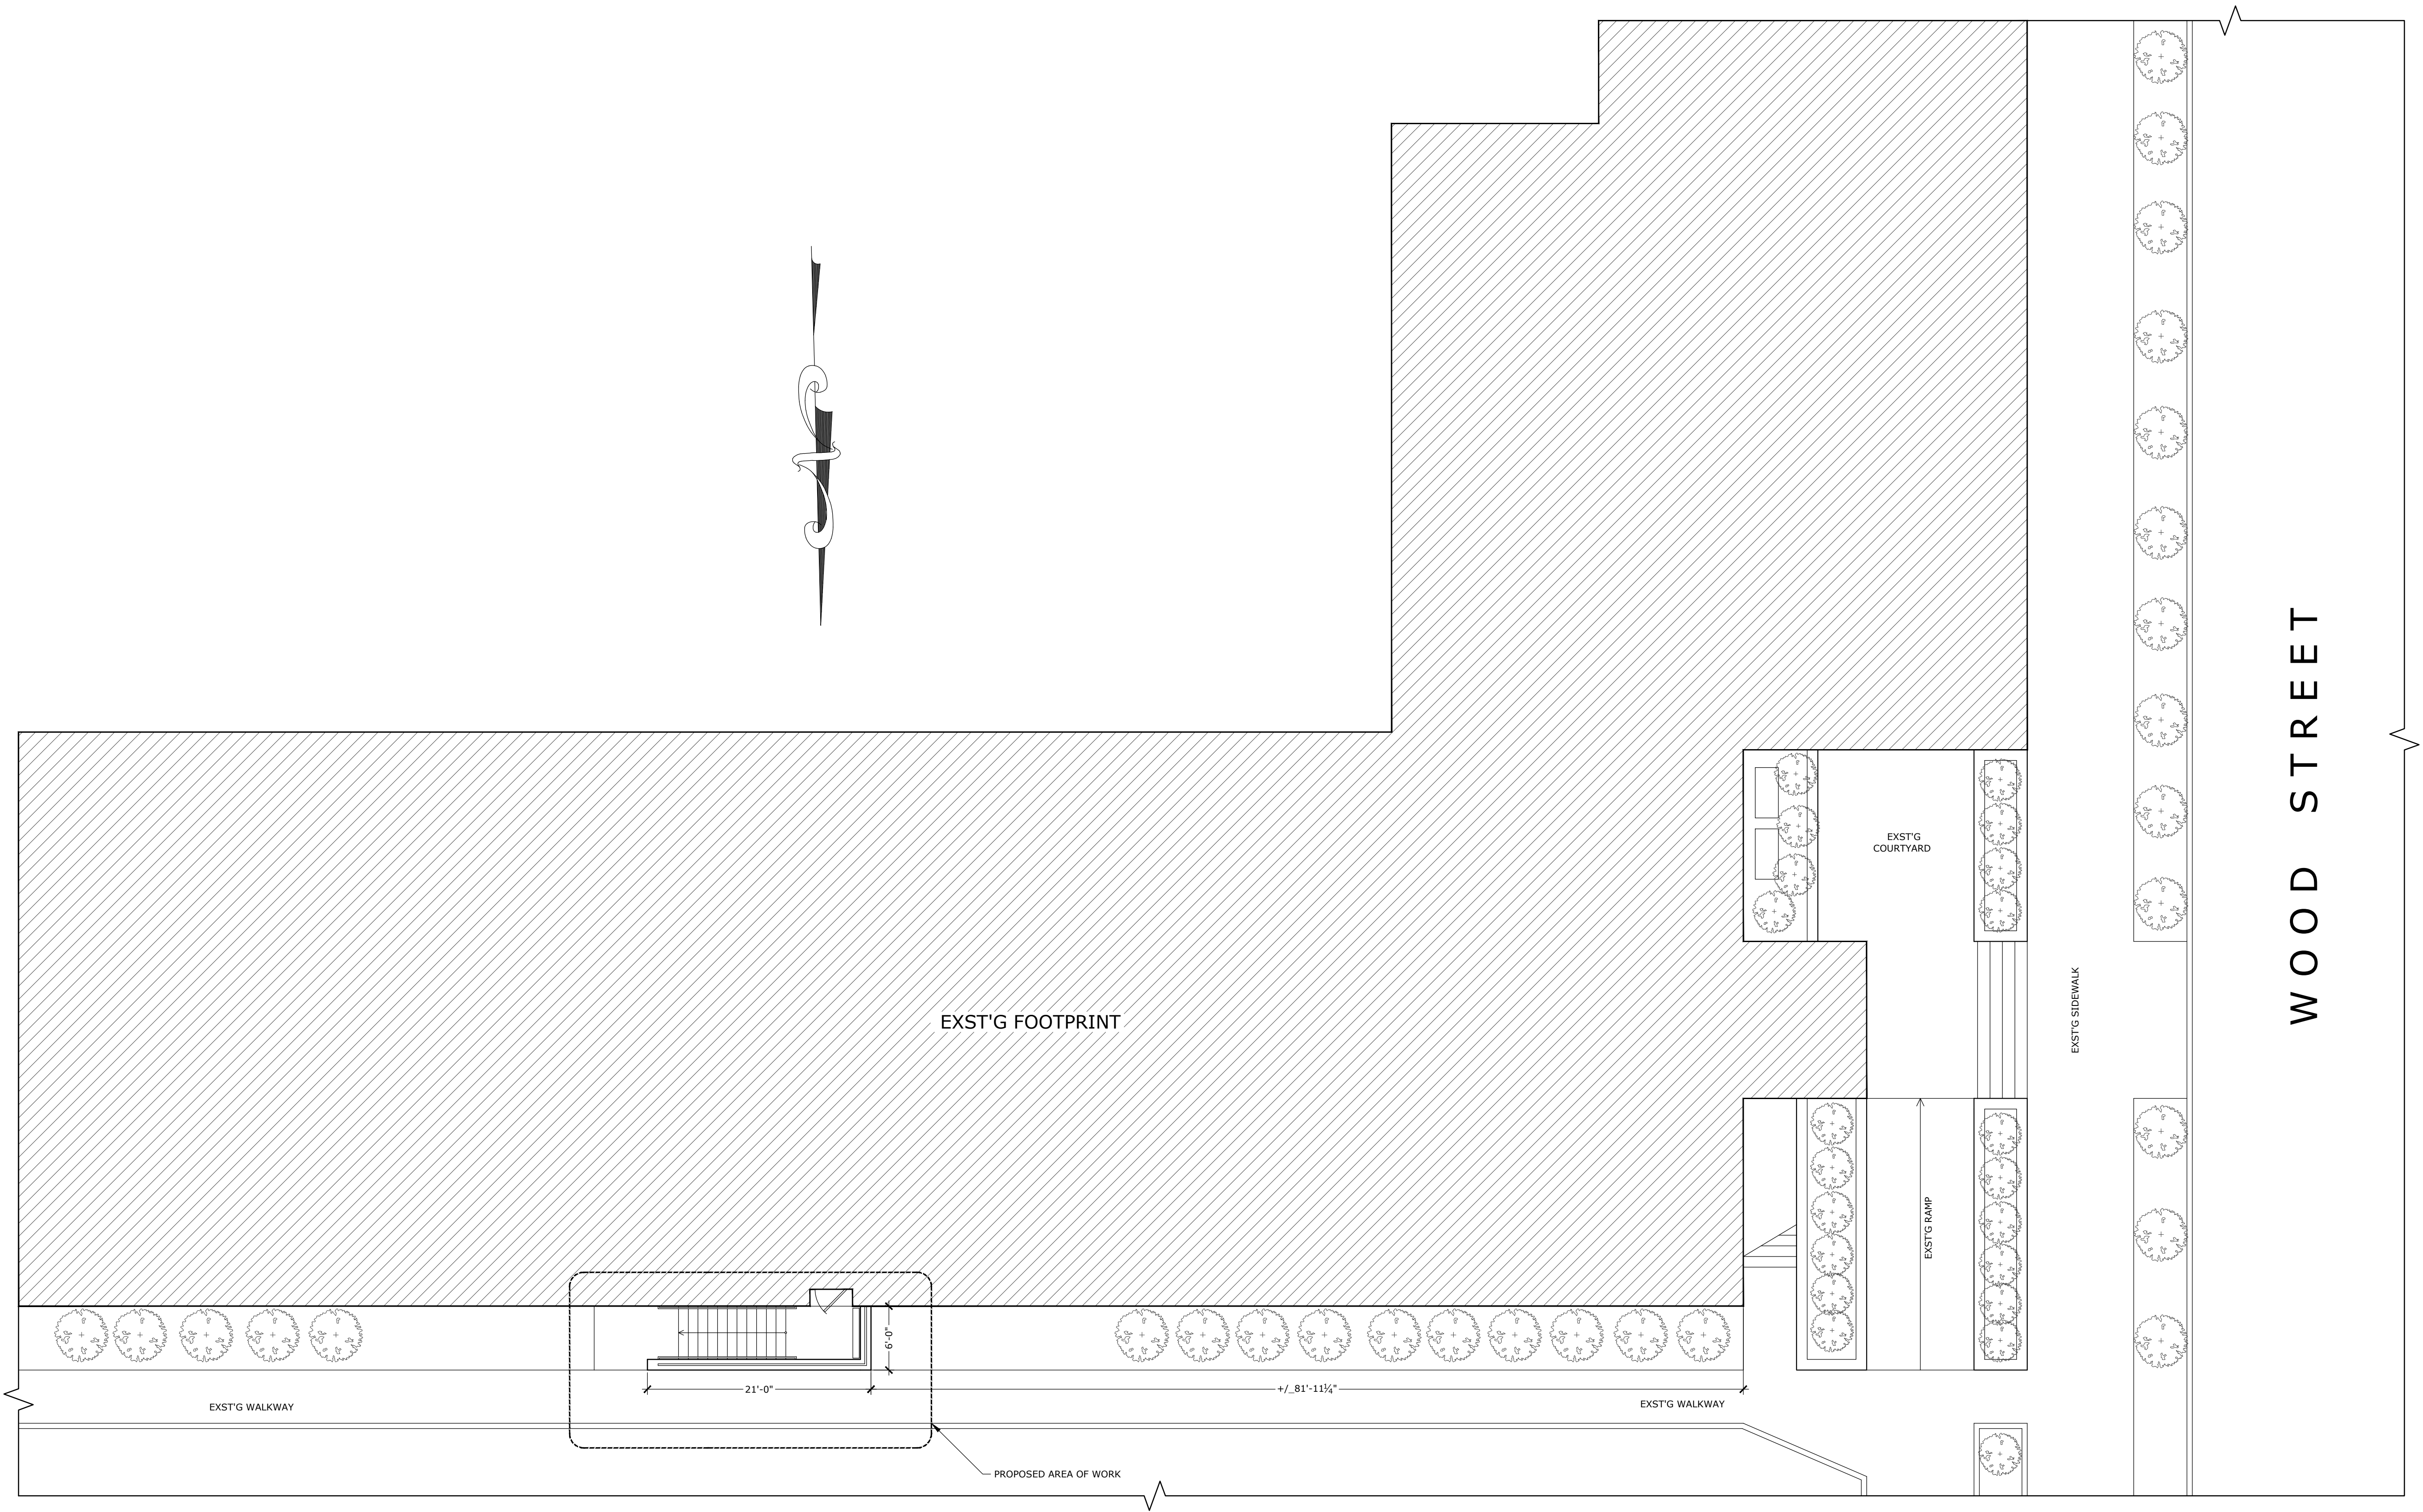 WOOD STREET
EXST'G
COURTYARD
EXST'G SIDEWALK
EXST'G FOOTPRINT
EXST'G RAMP
6'-0"
21'-0"
+/_81'-11¼"
EXST'G WALKWAY
EXST'G WALKWAY
PROPOSED AREA OF WORK